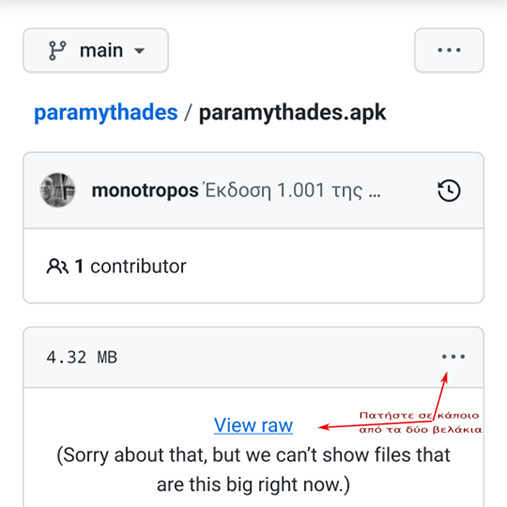 main
paramythades / paramythades.apk
monotropos Έκδοση 1.001 της ...
1 contributor
4.32 MB
Πατήστε σε κάποιο
από τα δύο βελάκια
View raw
(Sorry about that, but we can’t show files that
are this big right now.)